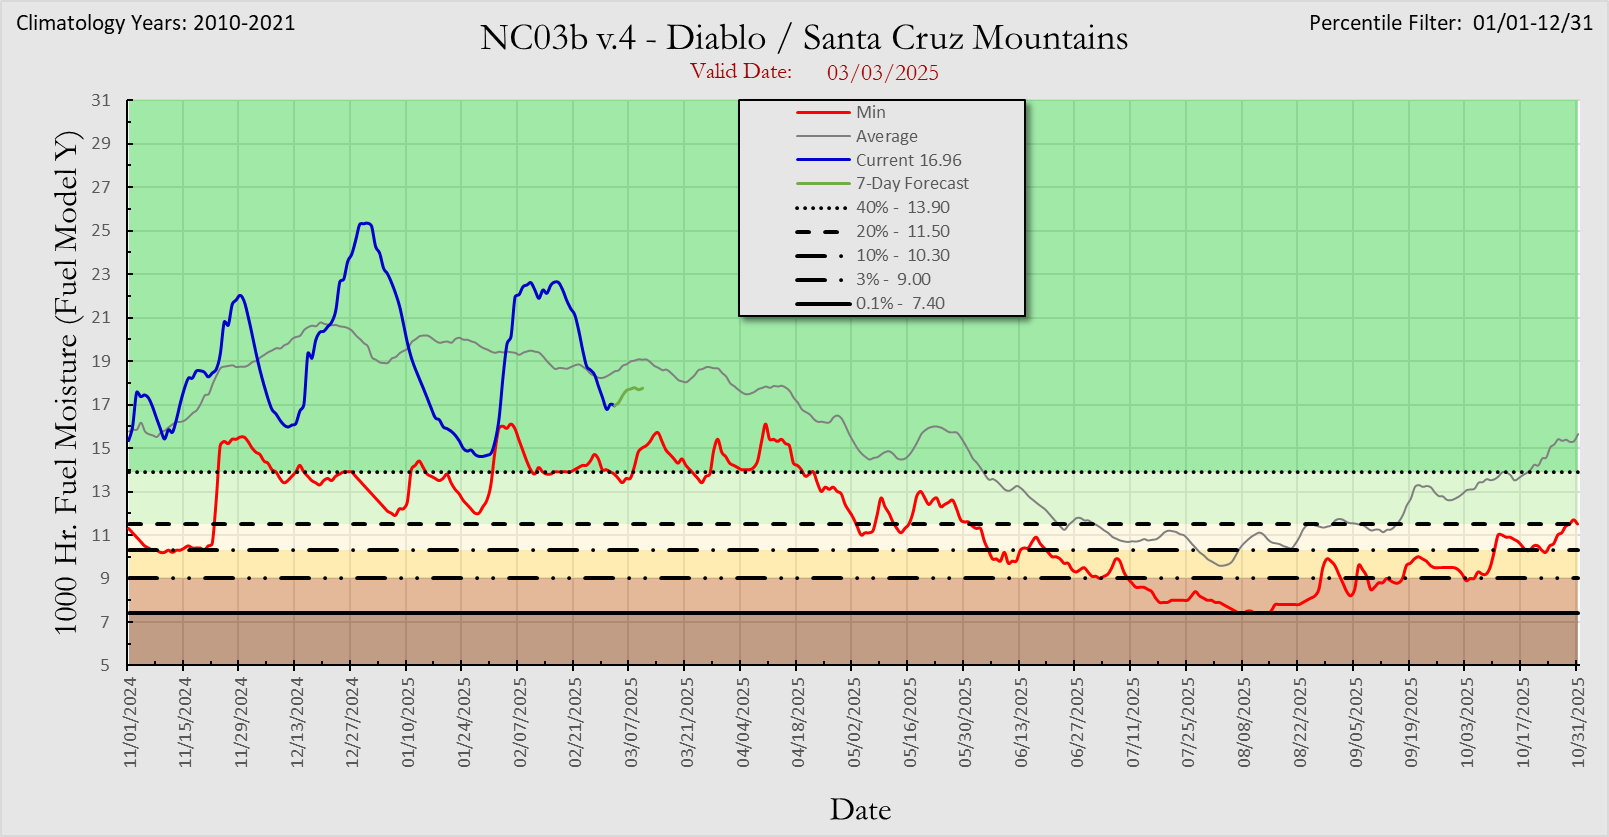 Climatology Years: 2010-2021
Percentile Filter: 01/01-12/31
NC03b v.4 - Diablo / Santa Cruz Mountains
Valid Date: 03/03/2025
Min
Average
Current 16.96
7-Day Forecast
40% - 13.90
20% - 11.50
10% - 10.30
3% - 9.00
0.1% - 7.40
1000 Hr. Fuel Moisture (Fuel Model Y)
31
29
27
25
23
21
19
17
15
13
11
9
7
5
11/01/2024
11/15/2024
11/29/2024
12/13/2024
12/27/2024
01/10/2025
01/24/2025
02/07/2025
02/21/2025
03/07/2025
03/21/2025
04/04/2025
04/18/2025
05/02/2025
05/16/2025
05/30/2025
06/13/2025
06/27/2025
07/11/2025
07/25/2025
08/08/2025
08/22/2025
09/05/2025
09/19/2025
10/03/2025
10/17/2025
10/31/2025
Date